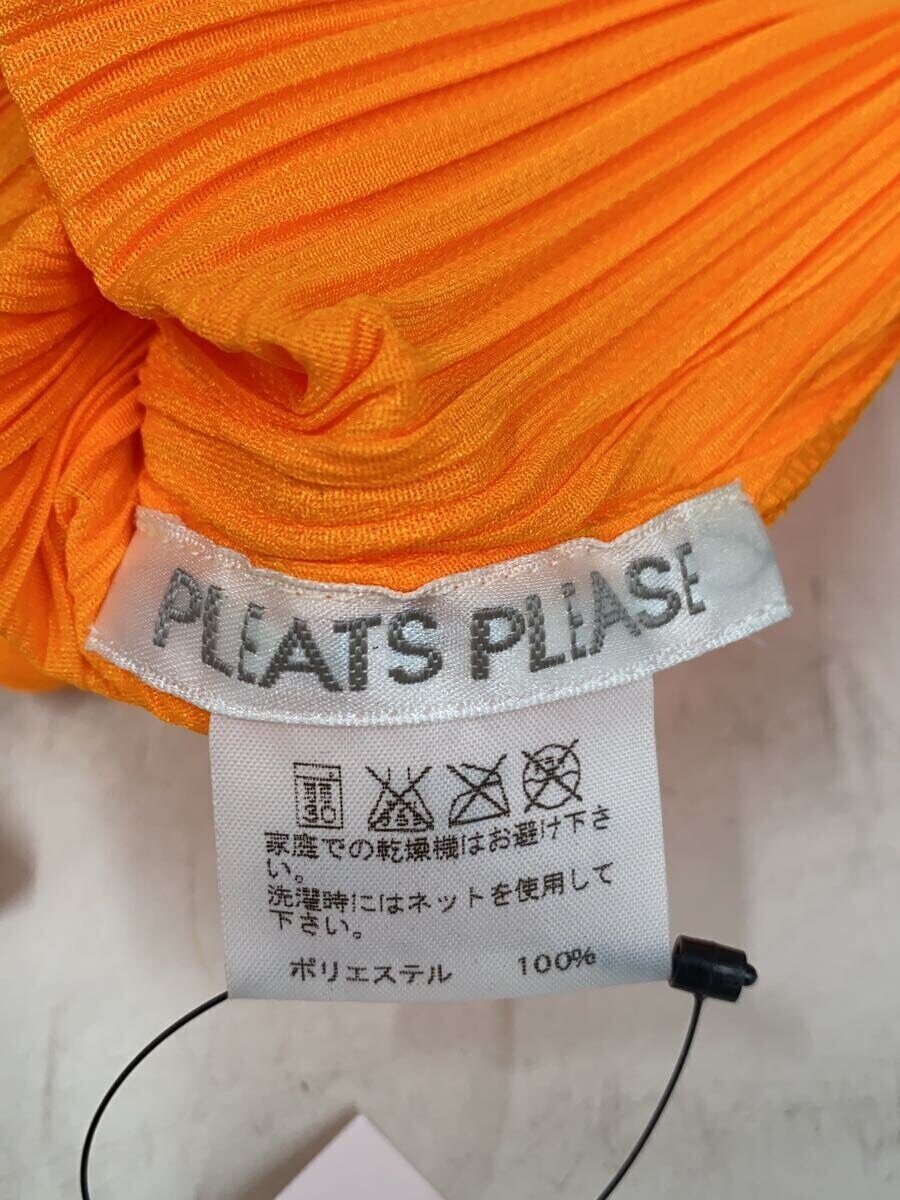 PLEATS PLEASE
30
家庭での乾燥機はお避け下さ
い。
洗濯時にはネットを使用して
下さい。
ポリエステル 100%